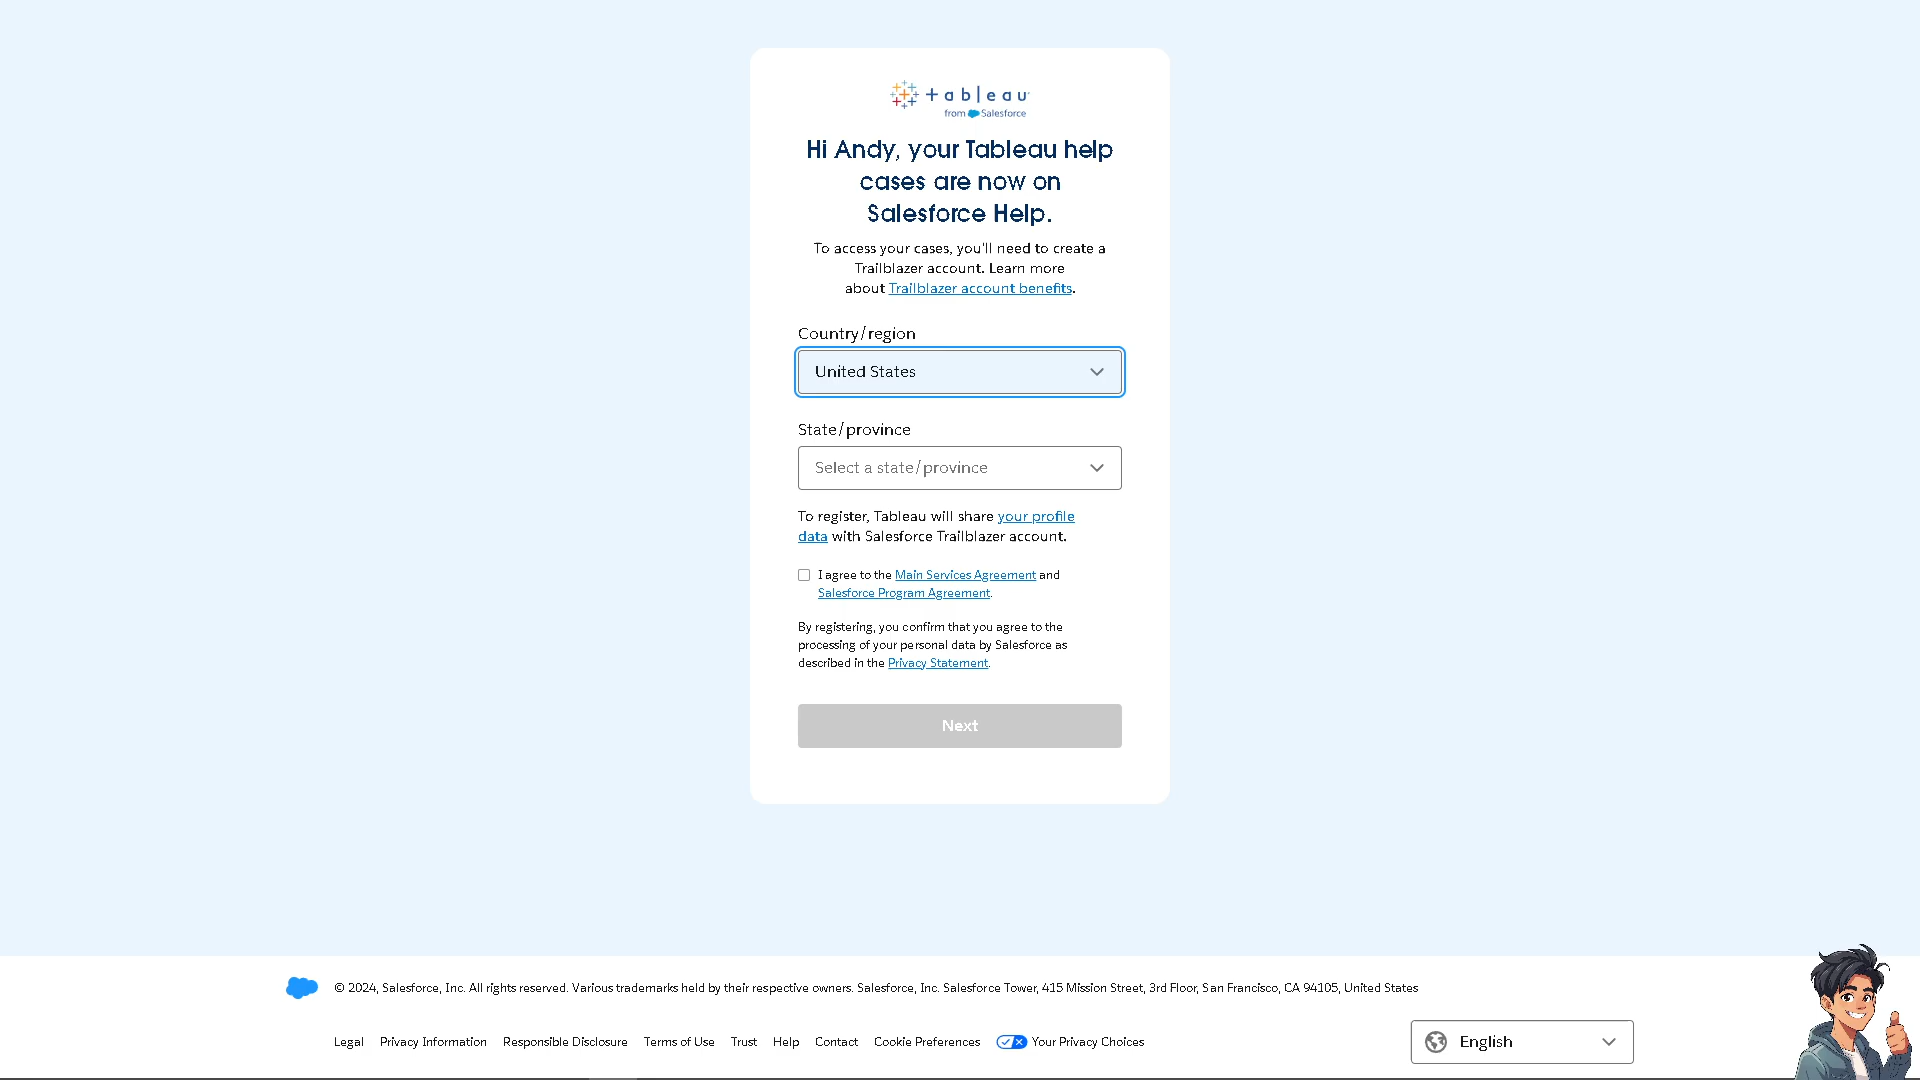 tableau
from Salesforce
Hi Andy, your Tableau help
cases are now on
Salesforce Help.
To access your cases, you'll need to create a
Trailblazer account. Learn more
about Trailblazer account benefits.
Country/region
United States
State/province
Select a state/province
To register, Tableau will share your profile
data with Salesforce Trailblazer account.
I agree to the Main Services Agreement and
Salesforce Program Agreement.
By registering, you confirm that you agree to the
processing of your personal data by Salesforce as
described in the Privacy Statement.
Next
© 2024, Salesforce, Inc. All rights reserved. Various trademarks held by their respective owners. Salesforce, Inc. Salesforce Tower, 415 Mission Street, 3rd Floor, San Francisco, CA 94105, United States
Legal Privacy Information Responsible Disclosure Terms of Use Trust Help Contact Cookie Preferences Your Privacy Choices English